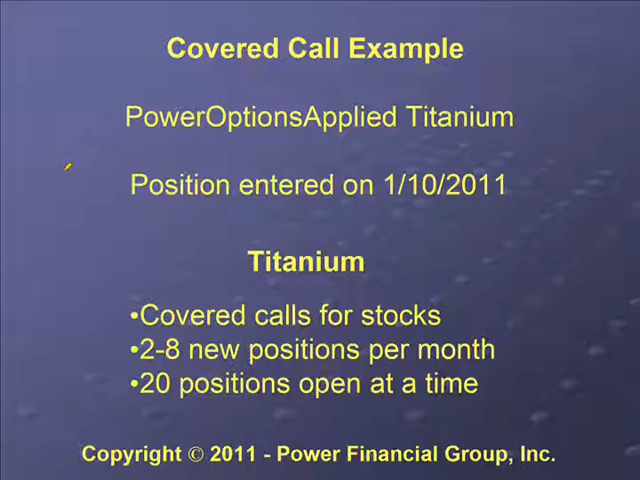 Covered Call Example
PowerOptionsApplied Titanium
Position entered on 1/10/2011
Titanium
•Covered calls for stocks
•2-8 new positions per month
•20 positions open at a time
Copyright © 2011 - Power Financial Group, Inc.